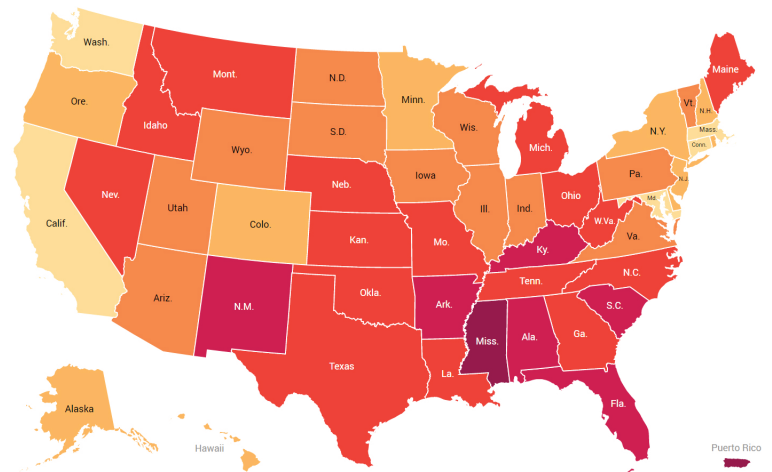 Wash.
Mont.
N.D.
Minn.
Maine
Ore.
Idaho
Wyo.
S.D.
Wis.
Mich.
N.Y.
Vt.
N.H.
Mass.
Conn.
Nev.
Utah
Colo.
Neb.
Iowa
Ill.
Ind.
Ohio
Pa.
N.J.
Md.
Calif.
Kan.
Mo.
Ky.
W.Va.
Va.
Ariz.
N.M.
Okla.
Ark.
Tenn.
N.C.
S.C.
Texas
La.
Miss.
Ala.
Ga.
Fla.
Alaska
Hawaii
Puerto Rico